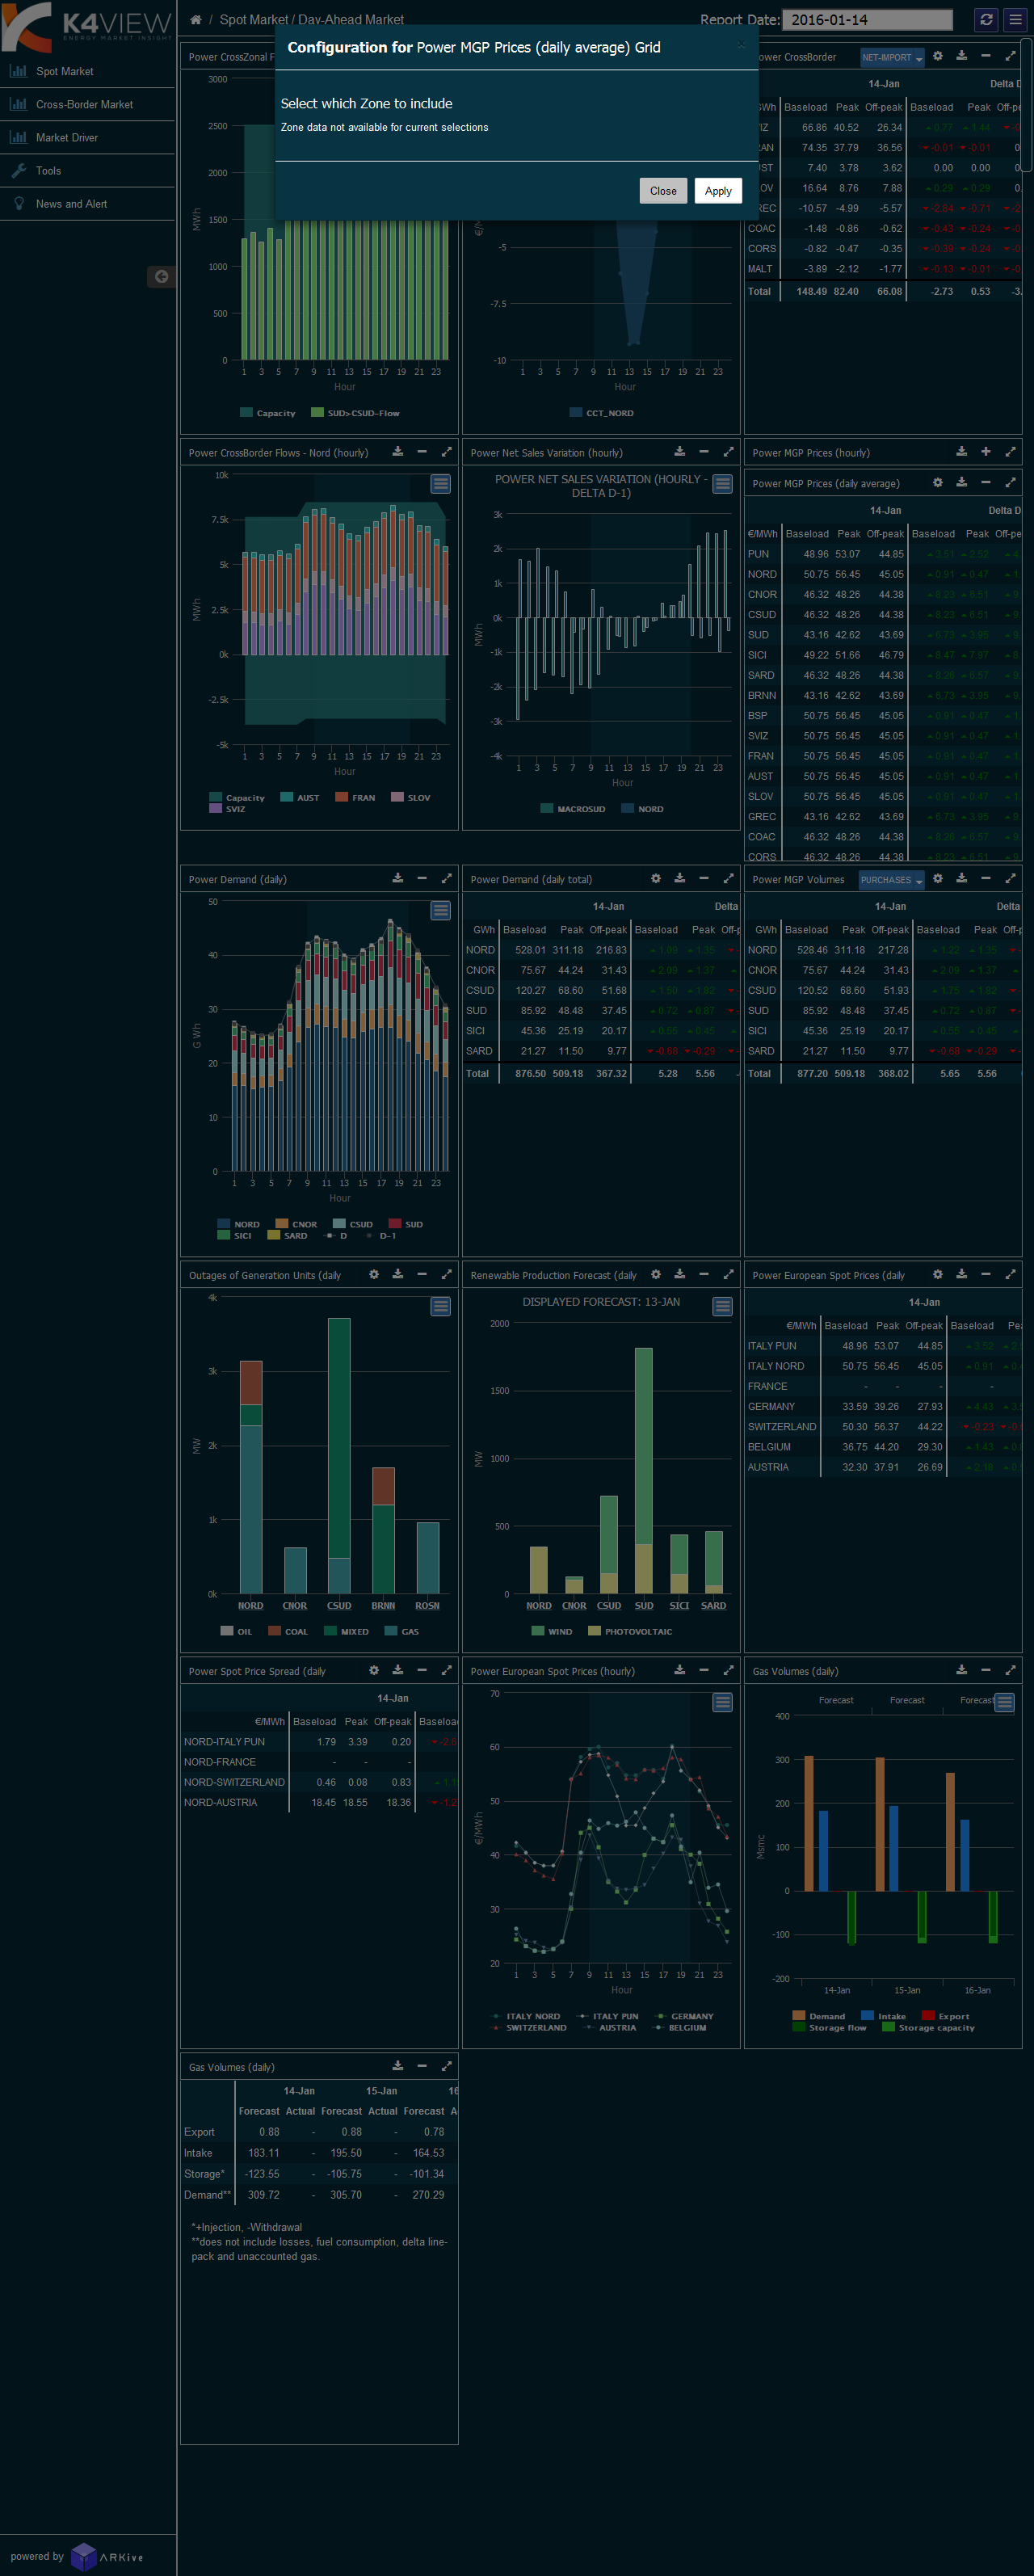 K4VIEW
ENERGY MARKET INSIGHT
/ Spot Market / Day-Ahead Market
Report Date: 2016-01-14
Spot Market
Cross-Border Market
Market Driver
Tools
News and Alert
Configuration for Power MGP Prices (daily average) Grid
Select which Zone to include
Zone data not available for current selections
Close Apply
Power CrossZonal
3000
2500
2000
1500
1000
500
0
MWh
1 3 5 7 9 11 13 15 17 19 21 23
Hour
Capacity SUD>CSUD-Flow
-5
-7.5
-10
1 3 5 7 9 11 13 15 17 19 21 23
Hour
CCT_NORD
Power CrossBorder NET-IMPORT
14-Jan Delta
GWh Baseload Peak Off-peak Baseload Peak
SVIZ 66.86 40.52 26.34 0.77 1.44
FRAN 74.35 37.79 36.56 -0.01 -0.01
AUST 7.40 3.78 3.62 0.00 0.00
SLOV 16.64 8.76 7.88 0.29 0.29
GREC -10.57 -4.99 -5.57 -2.84 -0.71
COAC -1.48 -0.86 -0.62 -0.43 -0.24
CORS -0.82 -0.47 -0.35 -0.39 -0.24
MALT -3.89 -2.12 -1.77 -0.13 -0.01
Total 148.49 82.40 66.08 -2.73 0.53
Power CrossBorder Flows - Nord (hourly)
10k
7.5k
5k
2.5k
0k
-2.5k
-5k
MWh
1 3 5 7 9 11 13 15 17 19 21 23
Hour
Capacity AUST FRAN SLOV
SVIZ
Power Net Sales Variation (hourly)
POWER NET SALES VARIATION (HOURLY -
DELTA D-1)
3k
2k
1k
0k
-1k
-2k
-3k
-4k
MWh
1 3 5 7 9 11 13 15 17 19 21 23
Hour
MACROSUD NORD
Power MGP Prices (hourly)
Power MGP Prices (daily average)
14-Jan Delta
€/MWh Baseload Peak Off-peak Baseload Peak
PUN 48.96 53.07 44.85 3.51 2.52
NORD 50.75 56.45 45.05 0.91 0.47
CNOR 46.32 48.26 44.38 8.23 6.51
CSUD 46.32 48.26 44.38 8.23 6.51
SUD 43.16 42.62 43.69 6.73 3.95
SICI 49.22 51.66 46.79 8.47 7.97
SARD 46.32 48.26 44.38 8.26 6.57
BRNN 43.16 42.62 43.69 6.73 3.95
BSP 50.75 56.45 45.05 0.91 0.47
SVIZ 50.75 56.45 45.05 0.91 0.47
FRAN 50.75 56.45 45.05 0.91 0.47
AUST 50.75 56.45 45.05 0.91 0.47
SLOV 50.75 56.45 45.05 0.91 0.47
GREC 43.16 42.62 43.69 6.73 3.95
COAC 46.32 48.26 44.38 8.26 6.57
CORS 46.32 48.26 44.38 8.23 6.51
Power Demand (daily)
50
40
30
20
10
0
G Wh
1 3 5 7 9 11 13 15 17 19 21 23
Hour
NORD CNOR CSUD SUD
SICI SARD D D-1
Power Demand (daily total)
14-Jan Delta
GWh Baseload Peak Off-peak Baseload Peak
NORD 528.01 311.18 216.83 1.09 1.35
CNOR 75.67 44.24 31.43 2.09 1.37
CSUD 120.27 68.60 51.68 1.50 1.82
SUD 85.92 48.48 37.45 0.72 0.87
SICI 45.36 25.19 20.17 0.55 0.45
SARD 21.27 11.50 9.77 -0.68 -0.29
Total 876.50 509.18 367.32 5.28 5.56
Power MGP Volumes PURCHASES
14-Jan Delta
GWh Baseload Peak Off-peak Baseload Peak
NORD 528.46 311.18 217.28 1.22 1.35
CNOR 75.67 44.24 31.43 2.09 1.37
CSUD 120.52 68.60 51.93 1.75 1.82
SUD 85.92 48.48 37.45 0.72 0.87
SICI 45.36 25.19 20.17 0.55 0.45
SARD 21.27 11.50 9.77 -0.68 -0.29
Total 877.20 509.18 368.02 5.65 5.56
Outages of Generation Units (daily
4k
3k
2k
1k
0k
MW
NORD CNOR CSUD BRNN ROSN
OIL COAL MIXED GAS
Renewable Production Forecast (daily
DISPLAYED FORECAST: 13-JAN
2000
1500
1000
500
0
MW
NORD CNOR CSUD SUD SICI SARD
WIND PHOTOVOLTAIC
Power European Spot Prices (daily
14-Jan
€/MWh Baseload Peak Off-peak Baseload
ITALY PUN 48.96 53.07 44.85 3.52
ITALY NORD 50.75 56.45 45.05 0.91
FRANCE - - - -
GERMANY 33.59 39.26 27.93 4.43
SWITZERLAND 50.30 56.37 44.22 -0.23
BELGIUM 36.75 44.20 29.30 1.43
AUSTRIA 32.30 37.91 26.69 2.18
Power Spot Price Spread (daily
14-Jan
€/MWh Baseload Peak Off-peak Baseload
NORD-ITALY PUN 1.79 3.39 0.20
NORD-FRANCE - - -
NORD-SWITZERLAND 0.46 0.08 0.83
NORD-AUSTRIA 18.45 18.55 18.36
Power European Spot Prices (hourly)
70
60
50
40
30
20
€/MWh
1 3 5 7 9 11 13 15 17 19 21 23
Hour
ITALY NORD ITALY PUN GERMANY
SWITZERLAND AUSTRIA BELGIUM
Gas Volumes (daily)
Forecast Forecast Forecast
400
300
200
100
0
-100
-200
Msmc
14-Jan 15-Jan 16-Jan
Demand Intake Export
Storage flow Storage capacity
Gas Volumes (daily)
14-Jan 15-Jan 16
Forecast Actual Forecast Actual Forecast
Export 0.88 - 0.88 - 0.78
Intake 183.11 - 195.50 - 164.53
Storage* -123.55 - -105.75 - -101.34
Demand** 309.72 - 305.70 - 270.29
*+Injection, -Withdrawal
**does not include losses, fuel consumption, delta line-
pack and unaccounted gas.
powered by ARKive